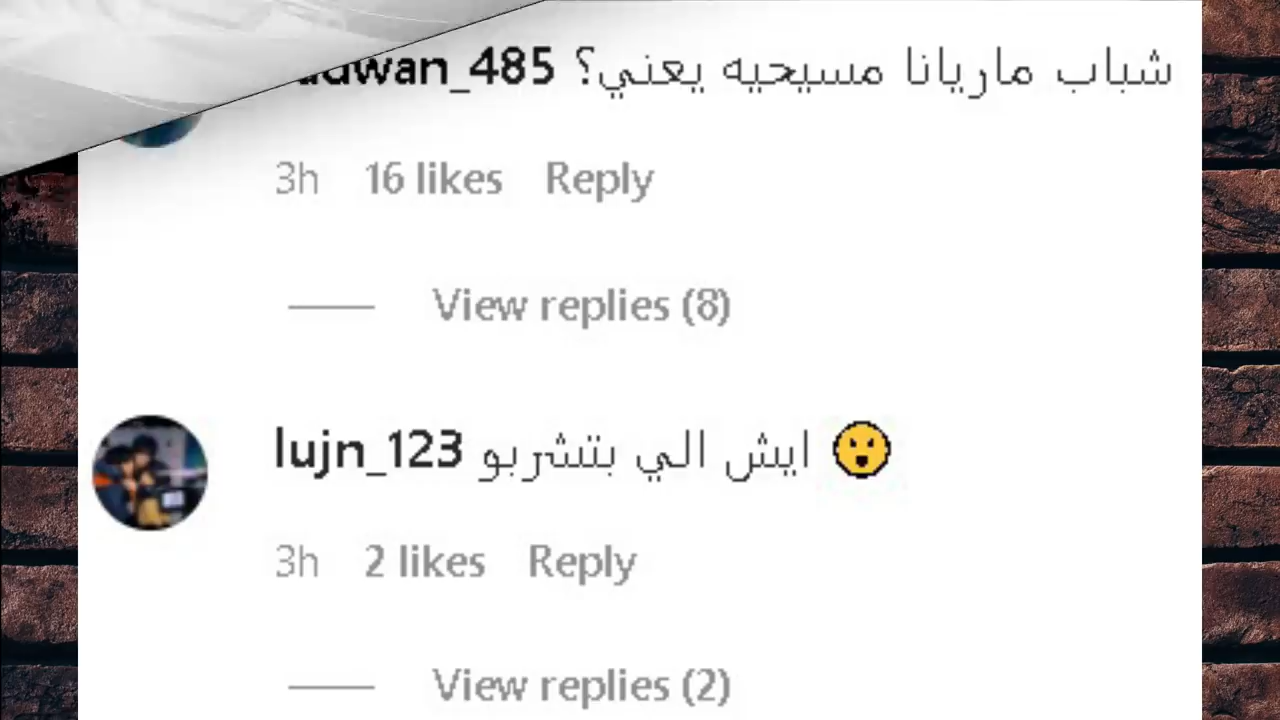 adwan_485 شباب ماريانا مسيحيه يعني؟
3h 16 likes Reply
View replies (8)
lujn_123 ايش الي بتشربو 😮
3h 2 likes Reply
View replies (2)